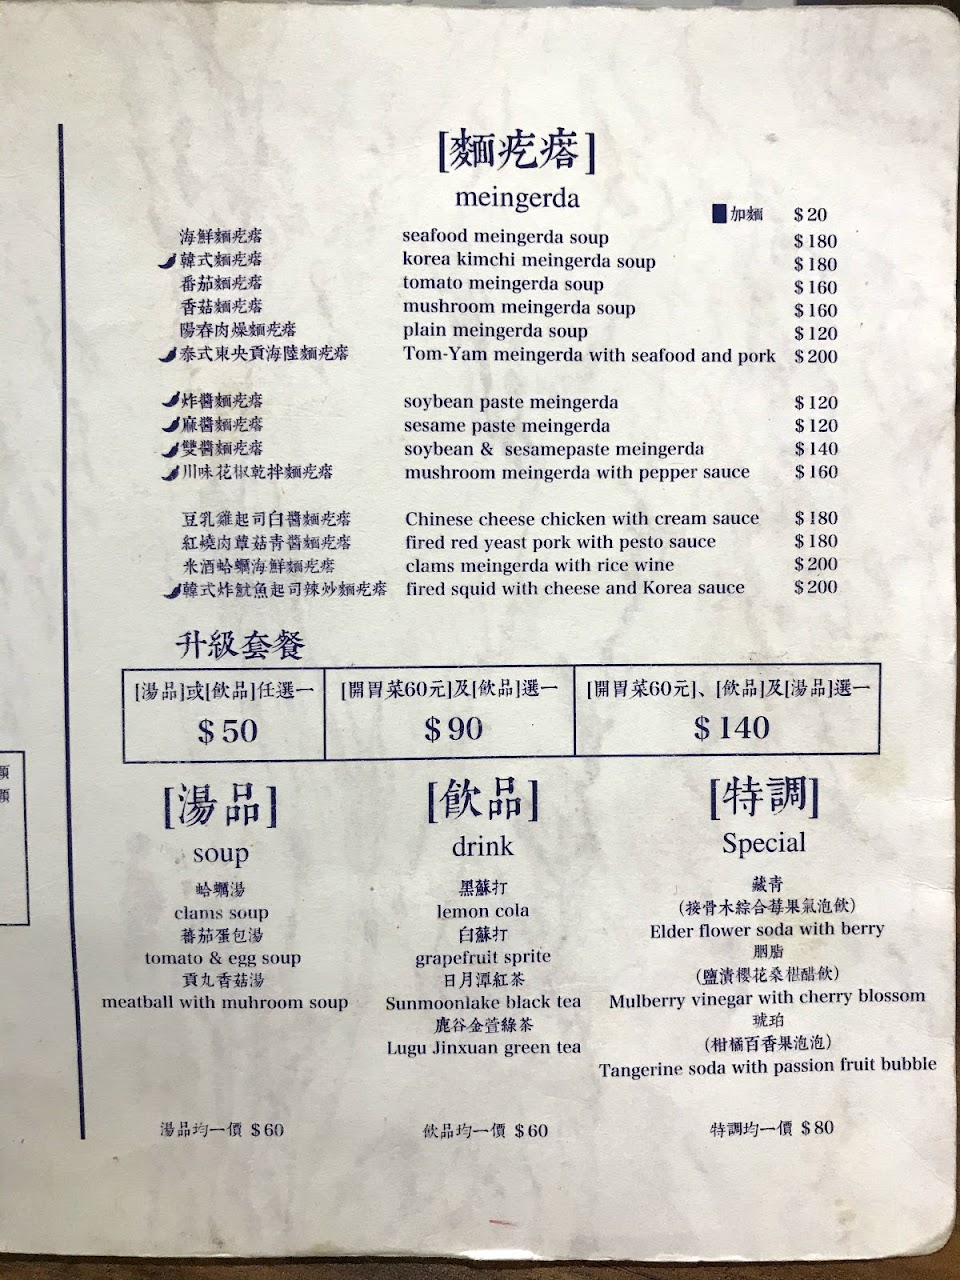 [麵疙瘩]
meingerda
加麵 $20
海鮮麵疙瘩 seafood meingerda soup $180
韓式麵疙瘩 korea kimchi meingerda soup $180
番茄麵疙瘩 tomato meingerda soup $160
香菇麵疙瘩 mushroom meingerda soup $160
陽春肉燥麵疙瘩 plain meingerda soup $120
泰式東央貢海陸麵疙瘩 Tom-Yam meingerda with seafood and pork $200
炸醬麵疙瘩 soybean paste meingerda $120
麻醬麵疙瘩 sesame paste meingerda $120
雙醬麵疙瘩 soybean & sesamepaste meingerda $140
川味花椒乾拌麵疙瘩 mushroom meingerda with pepper sauce $160
豆乳雞起司白醬麵疙瘩 Chinese cheese chicken with cream sauce $180
紅燒肉蕈菇青醬麵疙瘩 fired red yeast pork with pesto sauce $180
米酒蛤蠣海鮮麵疙瘩 clams meingerda with rice wine $200
韓式炸魷魚起司辣炒麵疙瘩 fired squid with cheese and Korea sauce $200
升級套餐
[湯品]或[飲品]任選一 [開胃菜60元]及[飲品]選一 [開胃菜60元]、[飲品]及[湯品]選一
$50 $90 $140
類
類
[湯品]
soup
蛤蠣湯
clams soup
蕃茄蛋包湯
tomato & egg soup
貢丸香菇湯
meatball with muhroom soup
湯品均一價 $60
[飲品]
drink
黑蘇打
lemon cola
白蘇打
grapefruit sprite
日月潭紅茶
Sunmoonlake black tea
鹿谷金萱綠茶
Lugu Jinxuan green tea
飲品均一價 $60
[特調]
Special
藏青
(接骨木綜合莓果氣泡飲)
Elder flower soda with berry
胭脂
(鹽漬櫻花桑椹醋飲)
Mulberry vinegar with cherry blossom
琥珀
(柑橘百香果泡泡)
Tangerine soda with passion fruit bubble
特調均一價 $80